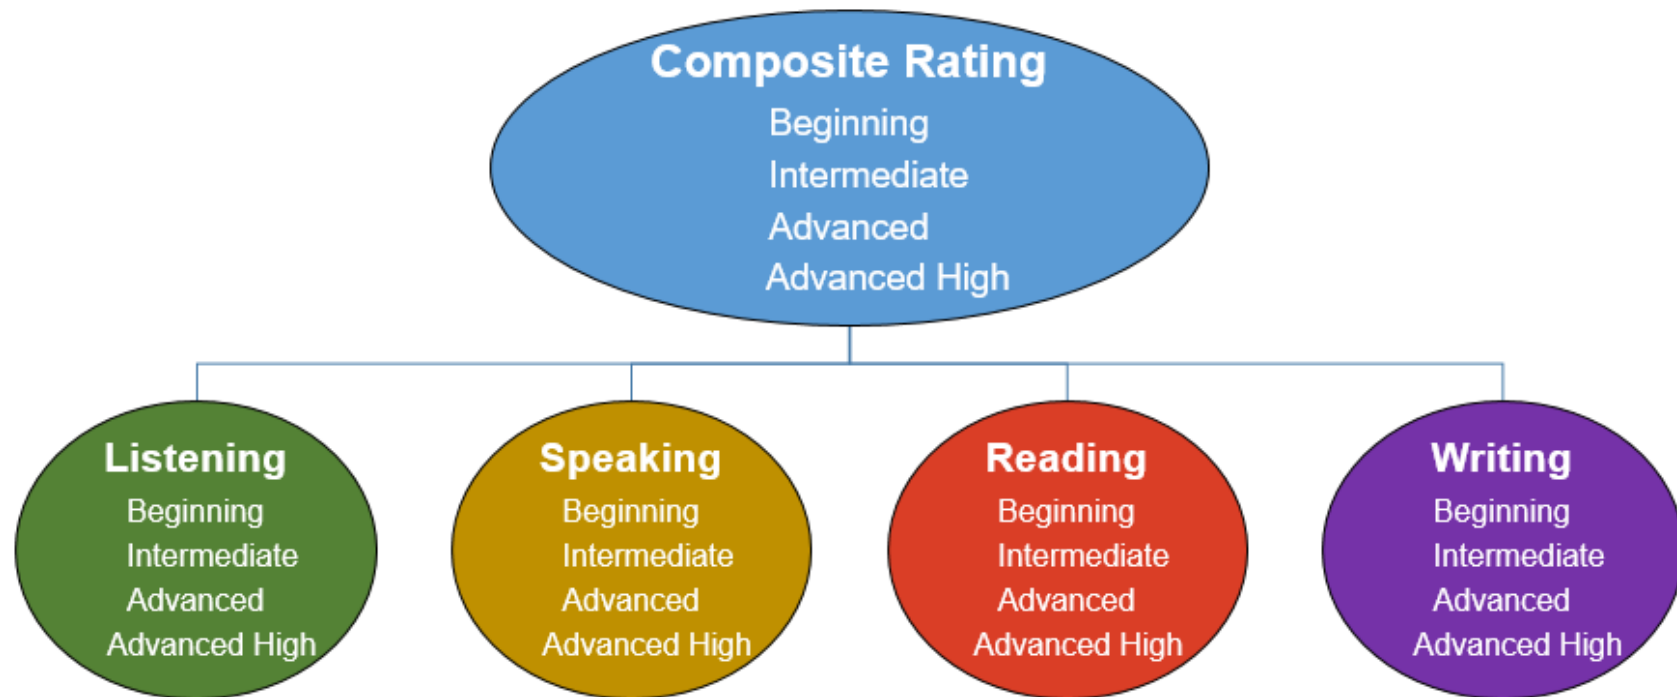 Composite Rating
Beginning
Intermediate
Advanced
Advanced High
Listening
Beginning
Intermediate
Advanced
Advanced High
Speaking
Beginning
Intermediate
Advanced
Advanced High
Reading
Beginning
Intermediate
Advanced
Advanced High
Writing
Beginning
Intermediate
Advanced
Advanced High